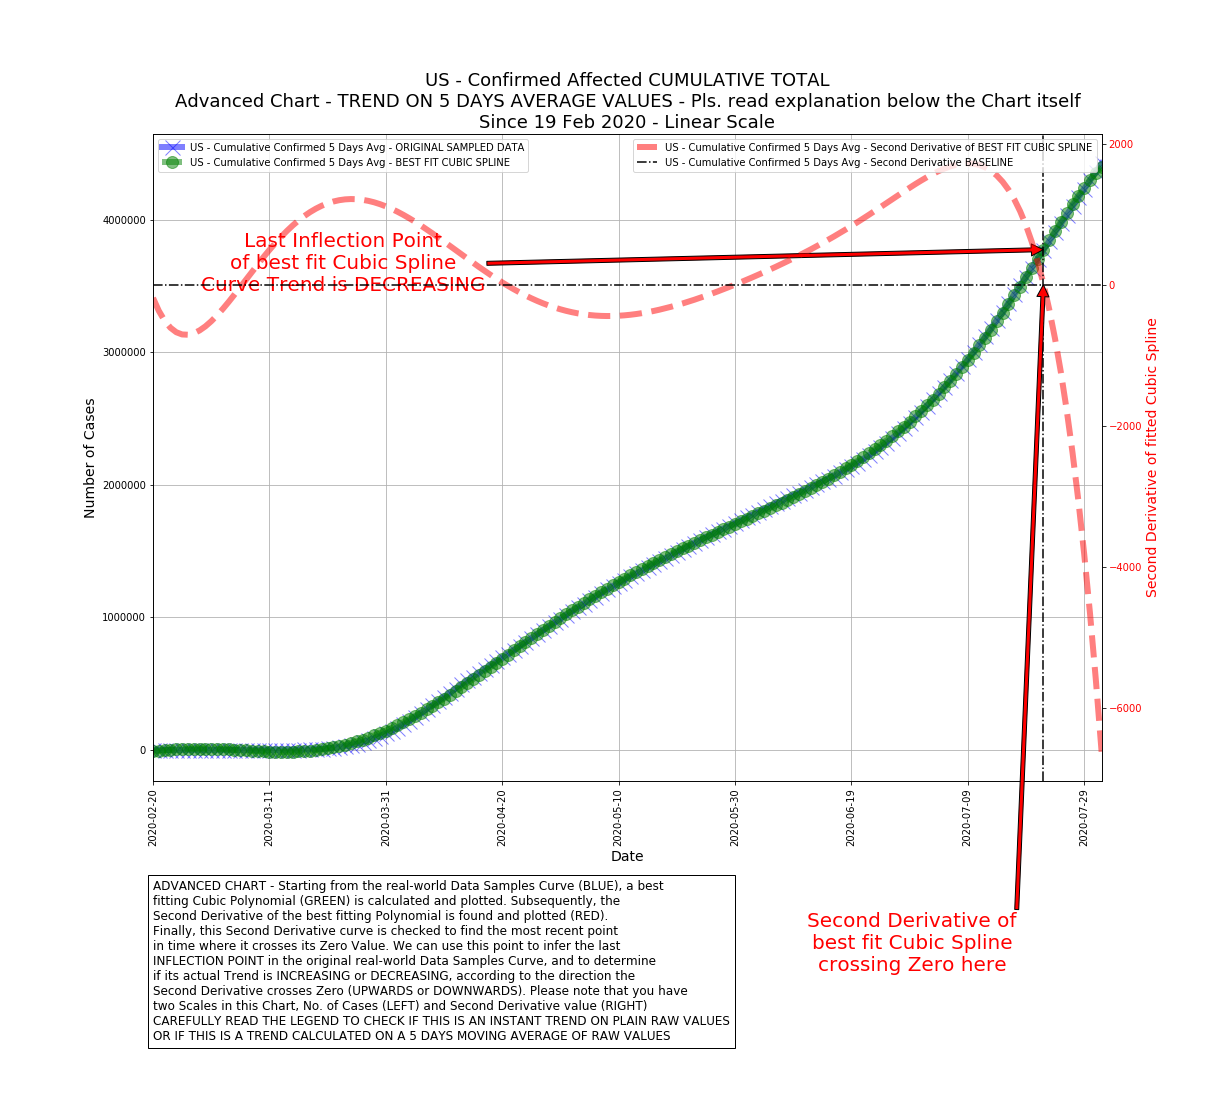 US - Confirmed Affected CUMULATIVE TOTAL
Advanced Chart - TREND ON 5 DAYS AVERAGE VALUES - Pls. read explanation below the Chart itself
Since 19 Feb 2020 - Linear Scale
US - Cumulative Confirmed 5 Days Avg - ORIGINAL SAMPLED DATA
US - Cumulative Confirmed 5 Days Avg - BEST FIT CUBIC SPLINE
US - Cumulative Confirmed 5 Days Avg - Second Derivative of BEST FIT CUBIC SPLINE
US - Cumulative Confirmed 5 Days Avg - Second Derivative BASELINE
Last Inflection Point
of best fit Cubic Spline
Curve Trend is DECREASING
Number of Cases
4000000
3000000
2000000
1000000
0
2000
0
−2000
−4000
−6000
Second Derivative of fitted Cubic Spline
2020-02-20
2020-03-11
2020-03-31
2020-04-20
2020-05-10
2020-05-30
2020-06-19
2020-07-09
2020-07-29
Date
ADVANCED CHART - Starting from the real-world Data Samples Curve (BLUE), a best
fitting Cubic Polynomial (GREEN) is calculated and plotted. Subsequently, the
Second Derivative of the best fitting Polynomial is found and plotted (RED).
Finally, this Second Derivative curve is checked to find the most recent point
in time where it crosses its Zero Value. We can use this point to infer the last
INFLECTION POINT in the original real-world Data Samples Curve, and to determine
if its actual Trend is INCREASING or DECREASING, according to the direction the
Second Derivative crosses Zero (UPWARDS or DOWNWARDS). Please note that you have
two Scales in this Chart, No. of Cases (LEFT) and Second Derivative value (RIGHT)
CAREFULLY READ THE LEGEND TO CHECK IF THIS IS AN INSTANT TREND ON PLAIN RAW VALUES
OR IF THIS IS A TREND CALCULATED ON A 5 DAYS MOVING AVERAGE OF RAW VALUES
Second Derivative of
best fit Cubic Spline
crossing Zero here